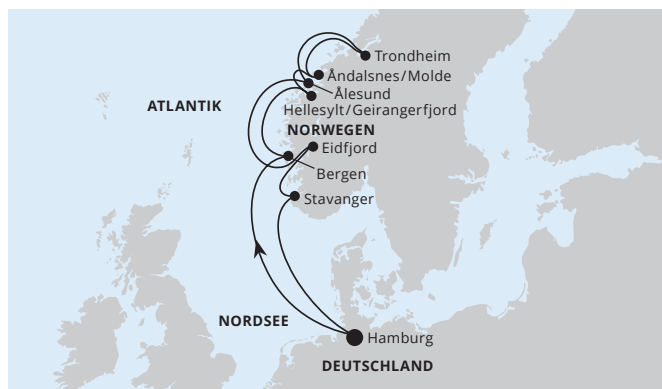 Trondheim
Åndalsnes/Molde
Ålesund
ATLANTIK
Hellesylt/Geirangerfjord
NORWEGEN
Eidfjord
Bergen
Stavanger
NORDSEE
Hamburg
DEUTSCHLAND